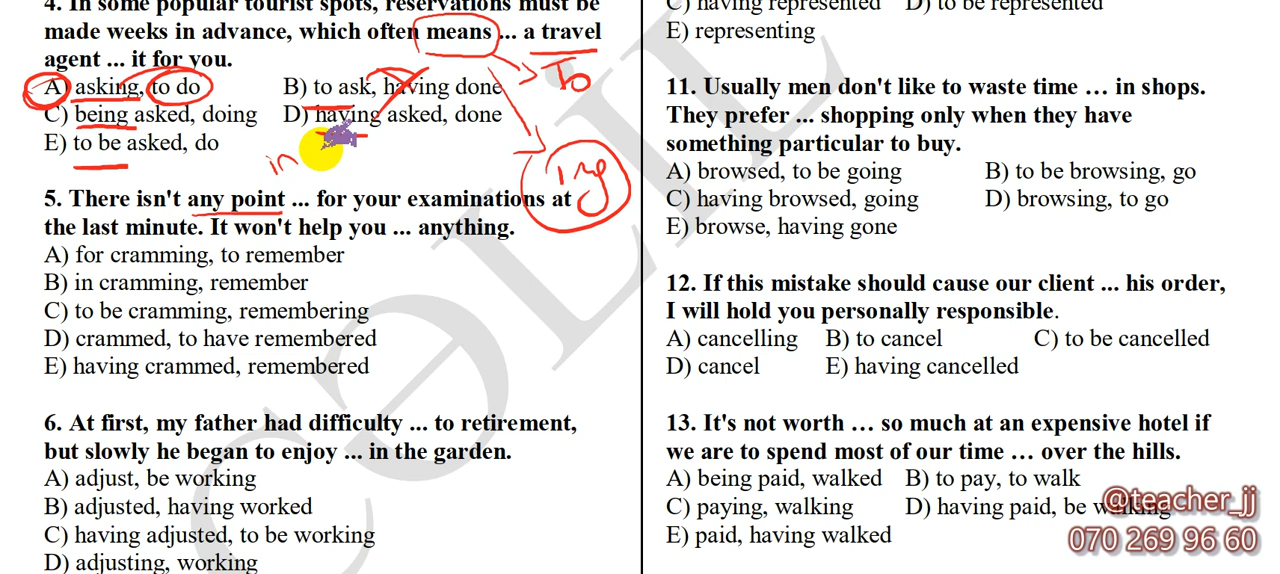 4. In some popular tourist spots, reservations must be
made weeks in advance, which often means ... a travel
agent ... it for you.
A) asking, to do B) to ask, having done
C) being asked, doing D) having asked, done
E) to be asked, do
To
in
ing
5. There isn't any point ... for your examinations at
the last minute. It won't help you ... anything.
A) for cramming, to remember
B) in cramming, remember
C) to be cramming, remembering
D) crammed, to have remembered
E) having crammed, remembered
6. At first, my father had difficulty ... to retirement,
but slowly he began to enjoy ... in the garden.
A) adjust, be working
B) adjusted, having worked
C) having adjusted, to be working
D) adjusting, working
C) having represented D) to be represented
E) representing
11. Usually men don't like to waste time … in shops.
They prefer ... shopping only when they have
something particular to buy.
A) browsed, to be going B) to be browsing, go
C) having browsed, going D) browsing, to go
E) browse, having gone
12. If this mistake should cause our client ... his order,
I will hold you personally responsible.
A) cancelling B) to cancel C) to be cancelled
D) cancel E) having cancelled
13. It's not worth … so much at an expensive hotel if
we are to spend most of our time … over the hills.
A) being paid, walked B) to pay, to walk
C) paying, walking D) having paid, be walking
E) paid, having walked
@teacher_jj
070 269 96 60
CƏLIL